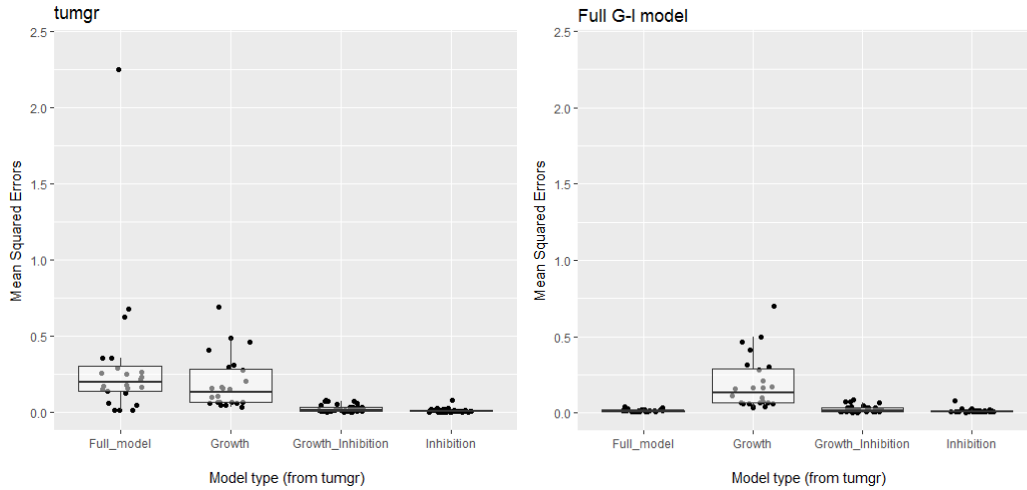 tumgr
Mean Squared Errors
2.5
2.0
1.5
1.0
0.5
0.0
Full_model Growth Growth_Inhibition Inhibition
Model type (from tumgr)
Full G-I model
Mean Squared Errors
2.5
2.0
1.5
1.0
0.5
0.0
Full_model Growth Growth_Inhibition Inhibition
Model type (from tumgr)